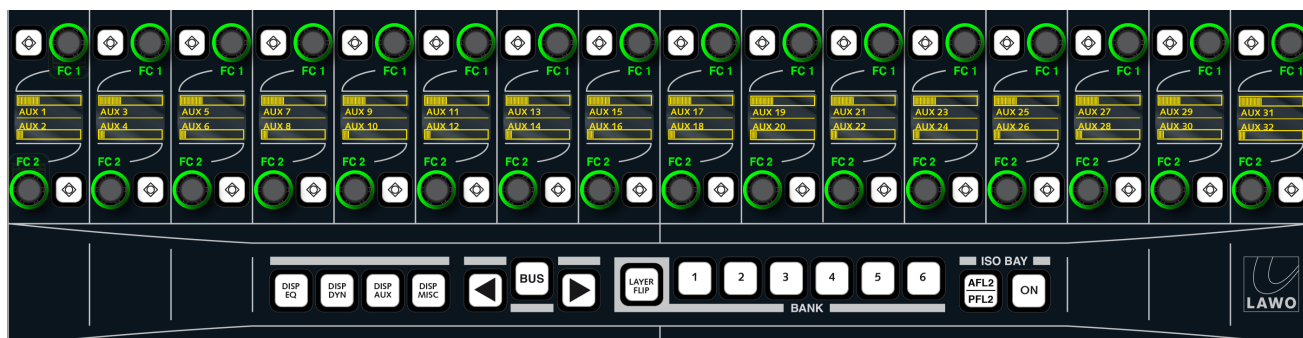 FC 1 FC 1 FC 1 FC 1 FC 1 FC 1 FC 1 FC 1 FC 1 FC 1 FC 1 FC 1 FC 1 FC 1 FC 1 FC 1
AUX 1 AUX 3 AUX 5 AUX 7 AUX 9 AUX 11 AUX 13 AUX 15 AUX 17 AUX 19 AUX 21 AUX 23 AUX 25 AUX 27 AUX 29 AUX 31
AUX 2 AUX 4 AUX 6 AUX 8 AUX 10 AUX 12 AUX 14 AUX 16 AUX 18 AUX 20 AUX 22 AUX 24 AUX 26 AUX 28 AUX 30 AUX 32
FC 2 FC 2 FC 2 FC 2 FC 2 FC 2 FC 2 FC 2 FC 2 FC 2 FC 2 FC 2 FC 2 FC 2 FC 2 FC 2
DISP
EQ
DISP
DYN
DISP
AUX
DISP
MISC
BUS
LAYER
FLIP
1 2 3 4 5 6
BANK
ISO BAY
AFL2
PFL2
ON
LAWO